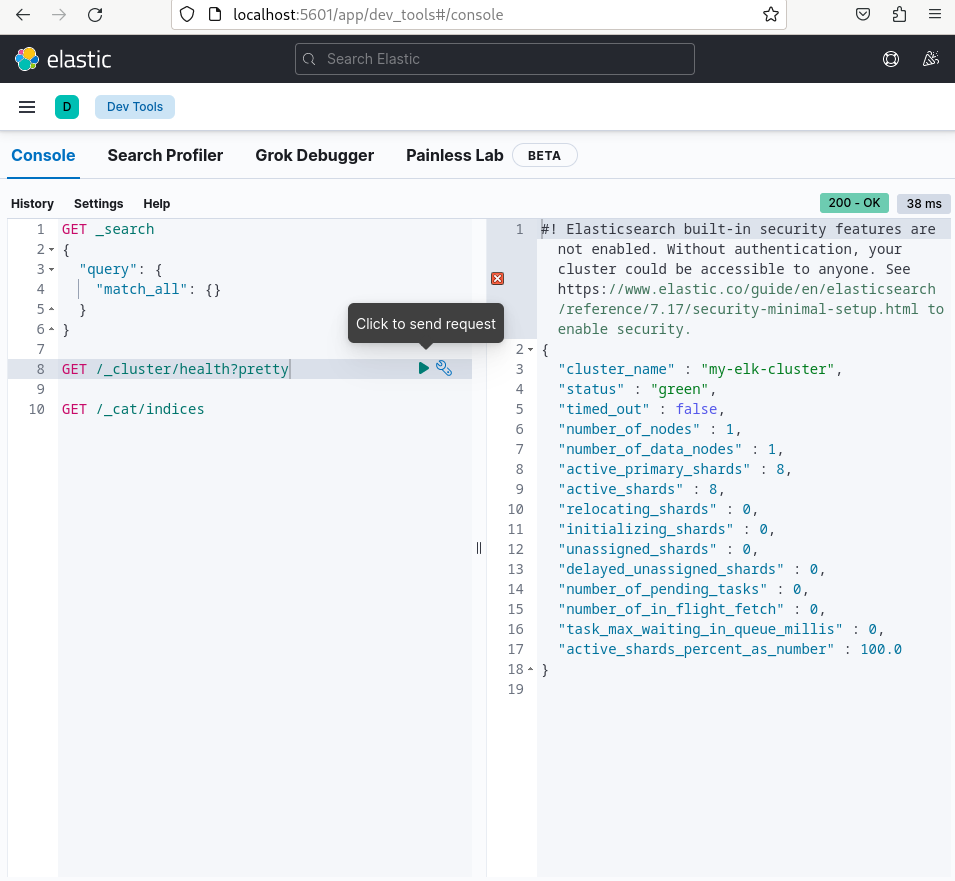 localhost:5601/app/dev_tools#/console
elastic
Search Elastic
D
Dev Tools
Console
Search Profiler
Grok Debugger
Painless Lab
BETA
History
Settings
Help
200 - OK
38 ms
1 GET _search
2 {
3 "query": {
4 "match_all": {}
5 }
6 }
7
Click to send request
8 GET /_cluster/health?pretty
9
10 GET /_cat/indices
1 #! Elasticsearch built-in security features are
not enabled. Without authentication, your
cluster could be accessible to anyone. See
https://www.elastic.co/guide/en/elasticsearch
/reference/7.17/security-minimal-setup.html to
enable security.
2 {
3 "cluster_name" : "my-elk-cluster",
4 "status" : "green",
5 "timed_out" : false,
6 "number_of_nodes" : 1,
7 "number_of_data_nodes" : 1,
8 "active_primary_shards" : 8,
9 "active_shards" : 8,
10 "relocating_shards" : 0,
11 "initializing_shards" : 0,
12 "unassigned_shards" : 0,
13 "delayed_unassigned_shards" : 0,
14 "number_of_pending_tasks" : 0,
15 "number_of_in_flight_fetch" : 0,
16 "task_max_waiting_in_queue_millis" : 0,
17 "active_shards_percent_as_number" : 100.0
18 }
19